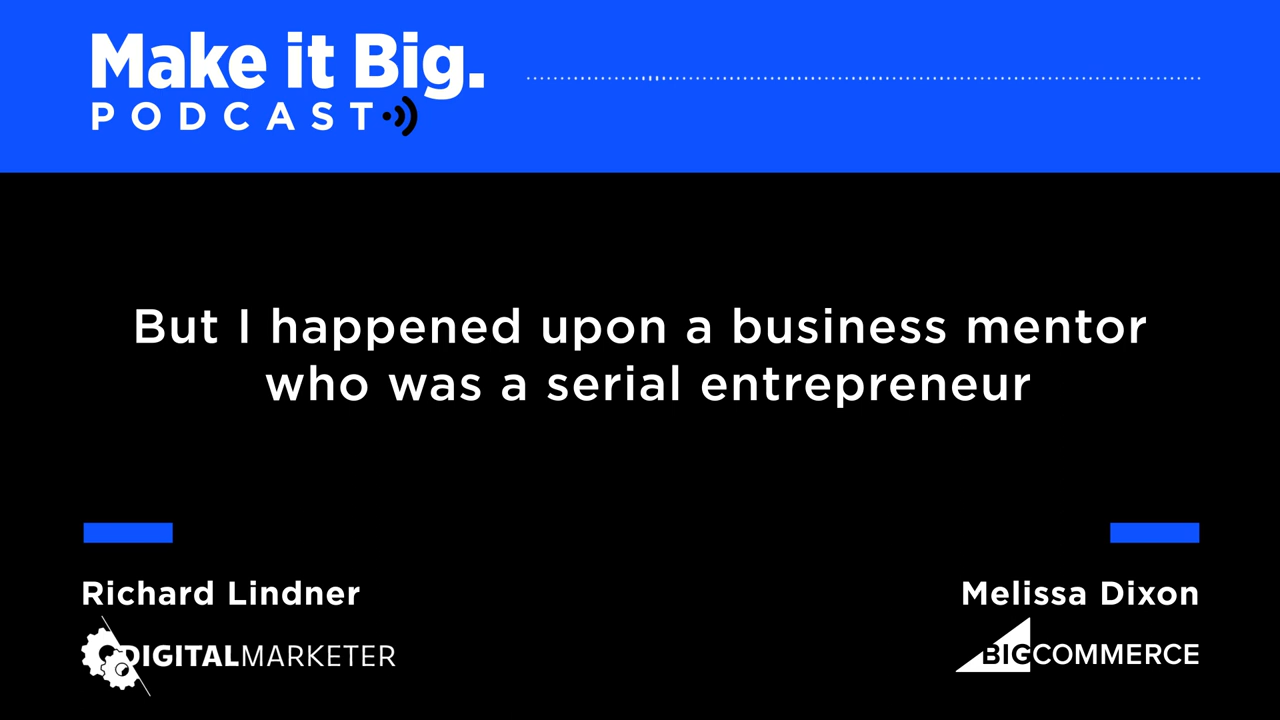 Make it Big.
PODCAST
But I happened upon a business mentor
who was a serial entrepreneur
Richard Lindner
Melissa Dixon
DIGITALMARKETER
BIGCOMMERCE